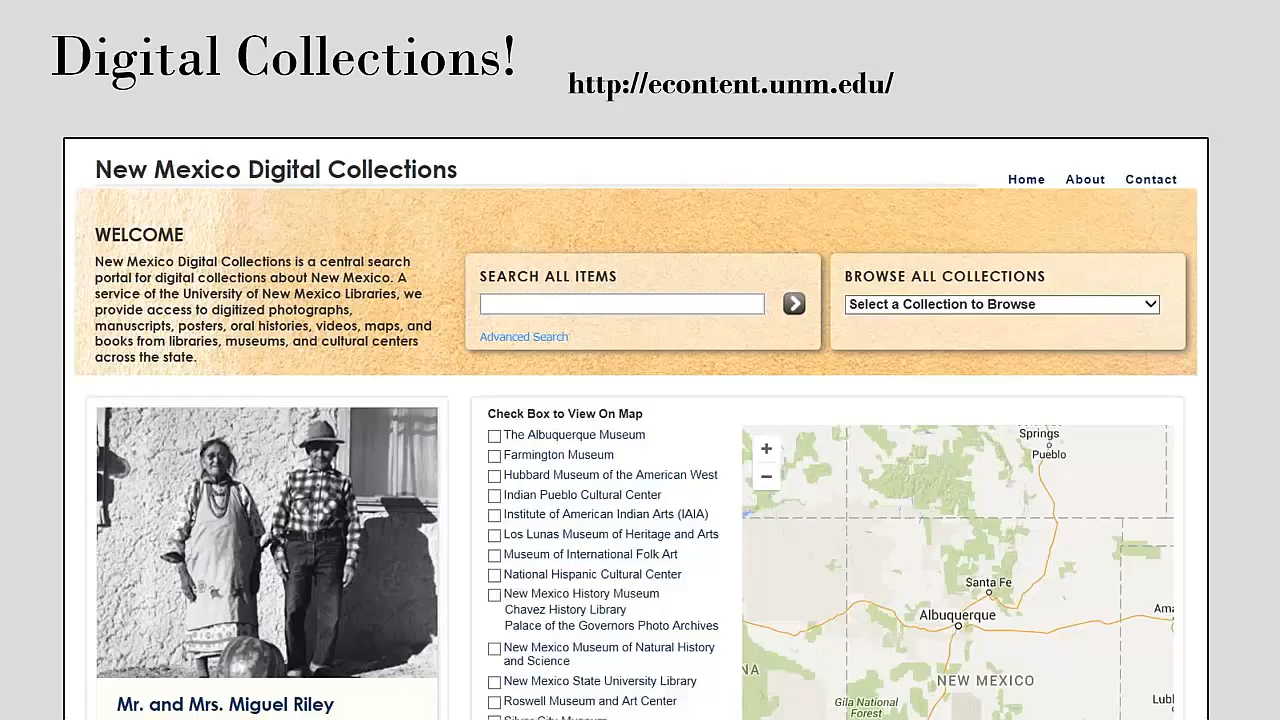 Digital Collections!
http://econtent.unm.edu/
New Mexico Digital Collections
Home About Contact
WELCOME
New Mexico Digital Collections is a central search
portal for digital collections about New Mexico. A
service of the University of New Mexico Libraries, we
provide access to digitized photographs,
manuscripts, posters, oral histories, videos, maps, and
books from libraries, museums, and cultural centers
across the state.
SEARCH ALL ITEMS
Advanced Search
BROWSE ALL COLLECTIONS
Select a Collection to Browse
Mr. and Mrs. Miguel Riley
Check Box to View On Map
The Albuquerque Museum
Farmington Museum
Hubbard Museum of the American West
Indian Pueblo Cultural Center
Institute of American Indian Arts (IAIA)
Los Lunas Museum of Heritage and Arts
Museum of International Folk Art
National Hispanic Cultural Center
New Mexico History Museum
Chavez History Library
Palace of the Governors Photo Archives
New Mexico Museum of Natural History
and Science
New Mexico State University Library
Roswell Museum and Art Center
Silver City Museum
+
−
Springs
Pueblo
Santa Fe
Albuquerque
Ama
NA
NEW MEXICO
Gila National
Forest
Lubl